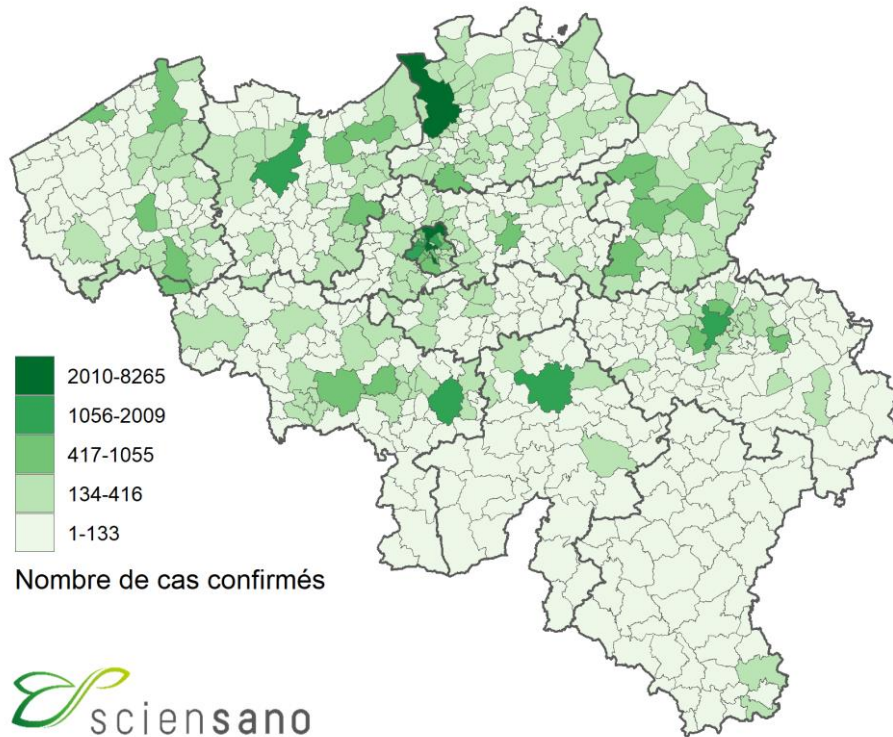 2010-8265
1056-2009
417-1055
134-416
1-133
Nombre de cas confirmés
sciensano